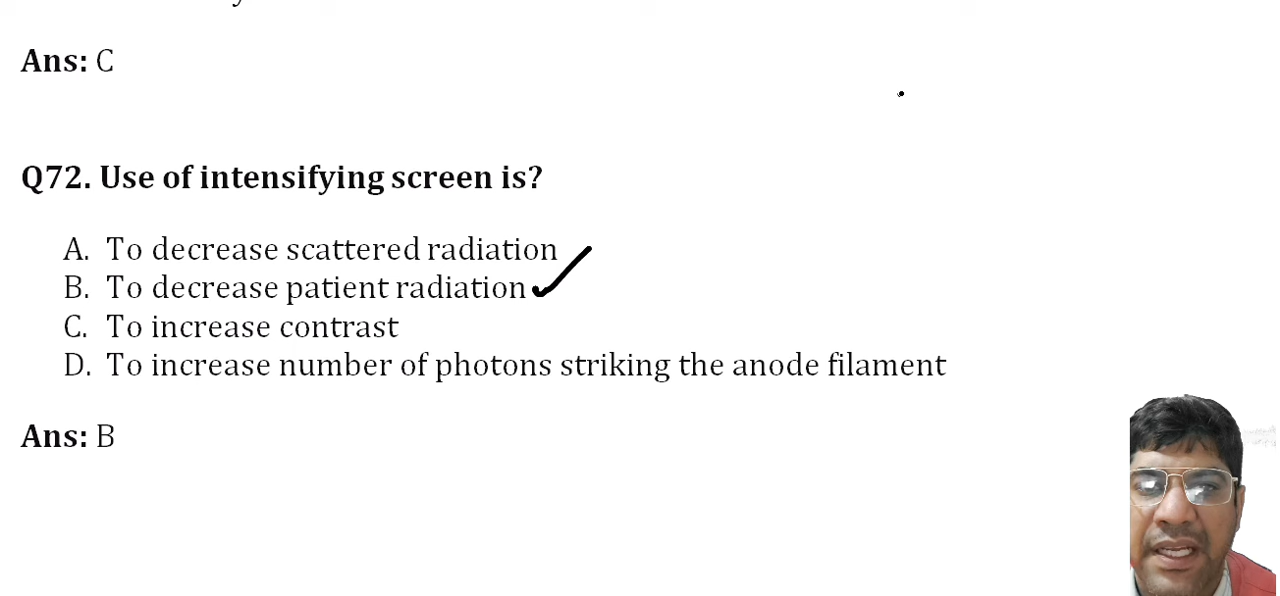 Ans: C
Q72. Use of intensifying screen is?
A. To decrease scattered radiation
B. To decrease patient radiation
C. To increase contrast
D. To increase number of photons striking the anode filament
Ans: B